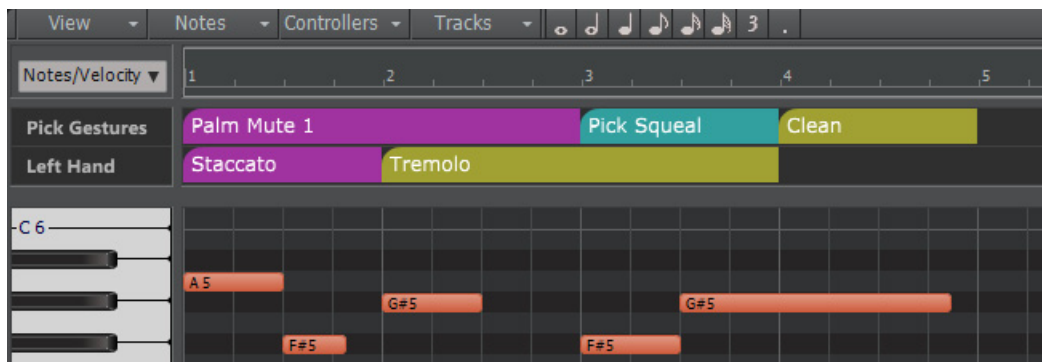 View Notes Controllers Tracks 3 .
Notes/Velocity 1 2 3 4 5
Pick Gestures Palm Mute 1 Pick Squeal Clean
Left Hand Staccato Tremolo
C 6
A 5
G#5 G#5
F#5 F#5